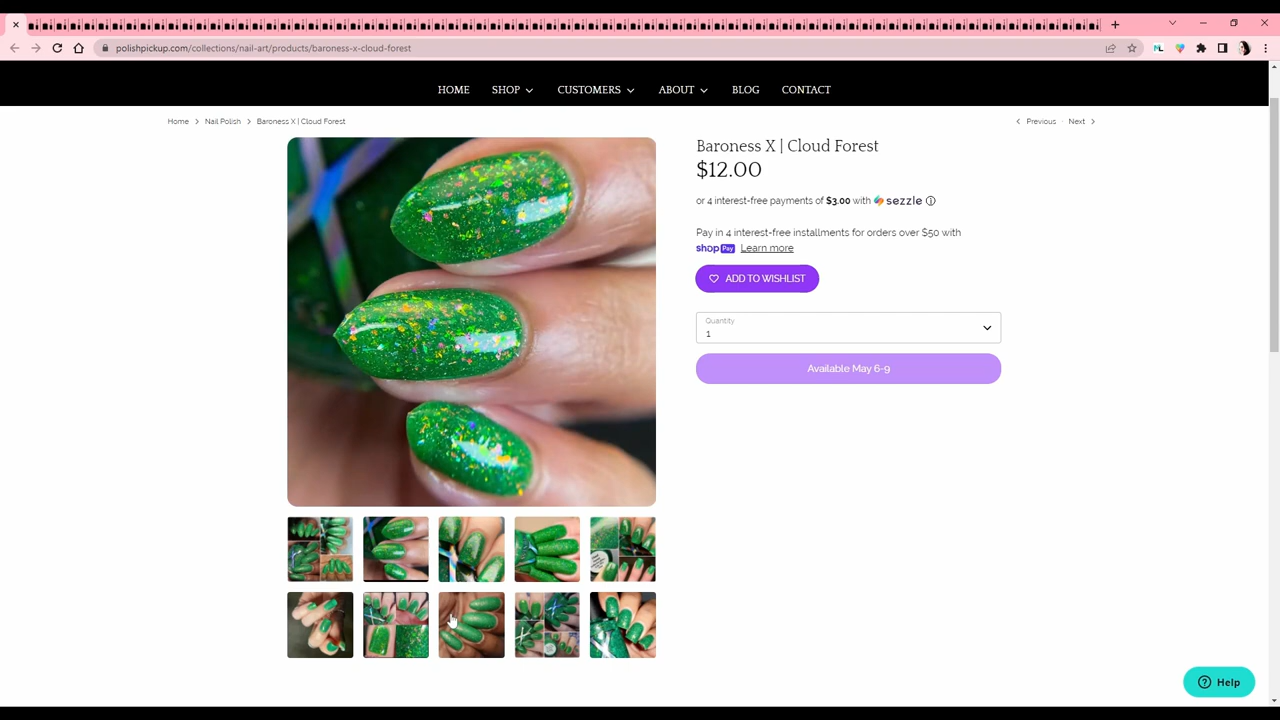 polishpickup.com/collections/nail-art/products/baroness-x-cloud-forest
HOME SHOP CUSTOMERS ABOUT BLOG CONTACT
Home > Nail Polish > Baroness X | Cloud Forest
< Previous Next >
Baroness X | Cloud Forest
$12.00
or 4 interest-free payments of $3.00 with sezzle
Pay in 4 interest-free installments for orders over $50 with
shop Pay Learn more
ADD TO WISHLIST
Quantity
1
Available May 6-9
Help